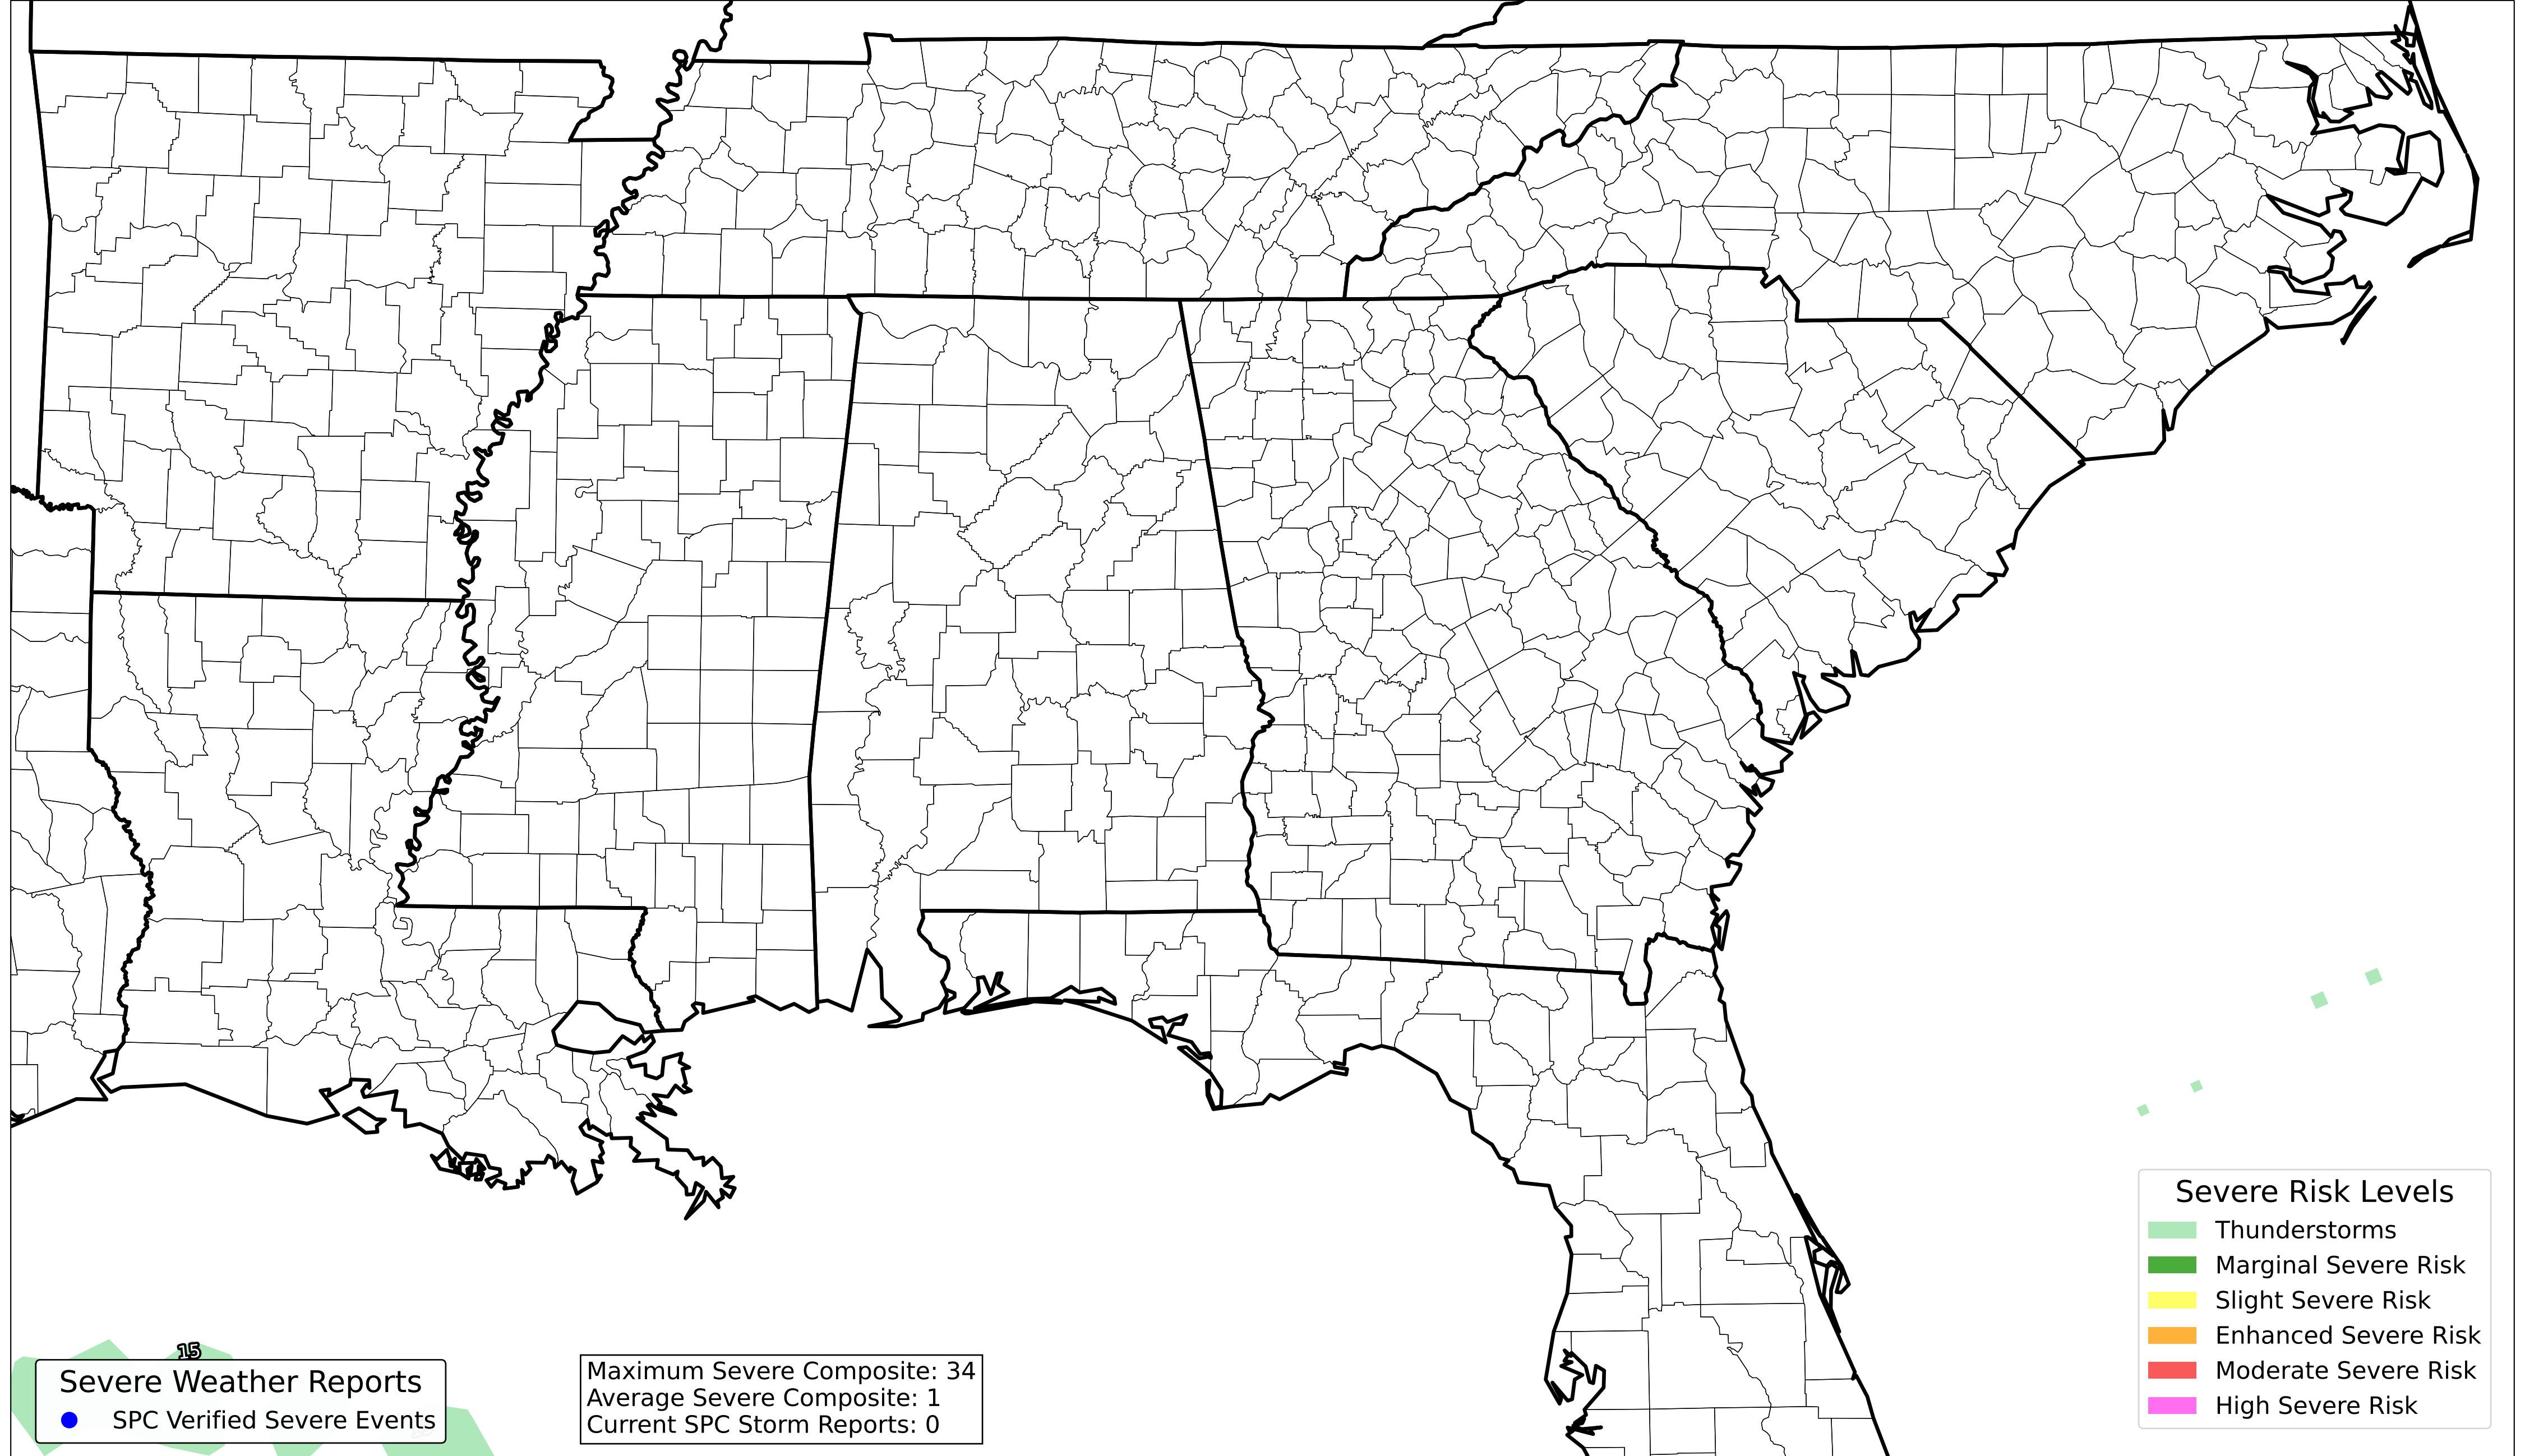 15
Severe Weather Reports
SPC Verified Severe Events
Maximum Severe Composite: 34
Average Severe Composite: 1
Current SPC Storm Reports: 0
Severe Risk Levels
Thunderstorms
Marginal Severe Risk
Slight Severe Risk
Enhanced Severe Risk
Moderate Severe Risk
High Severe Risk